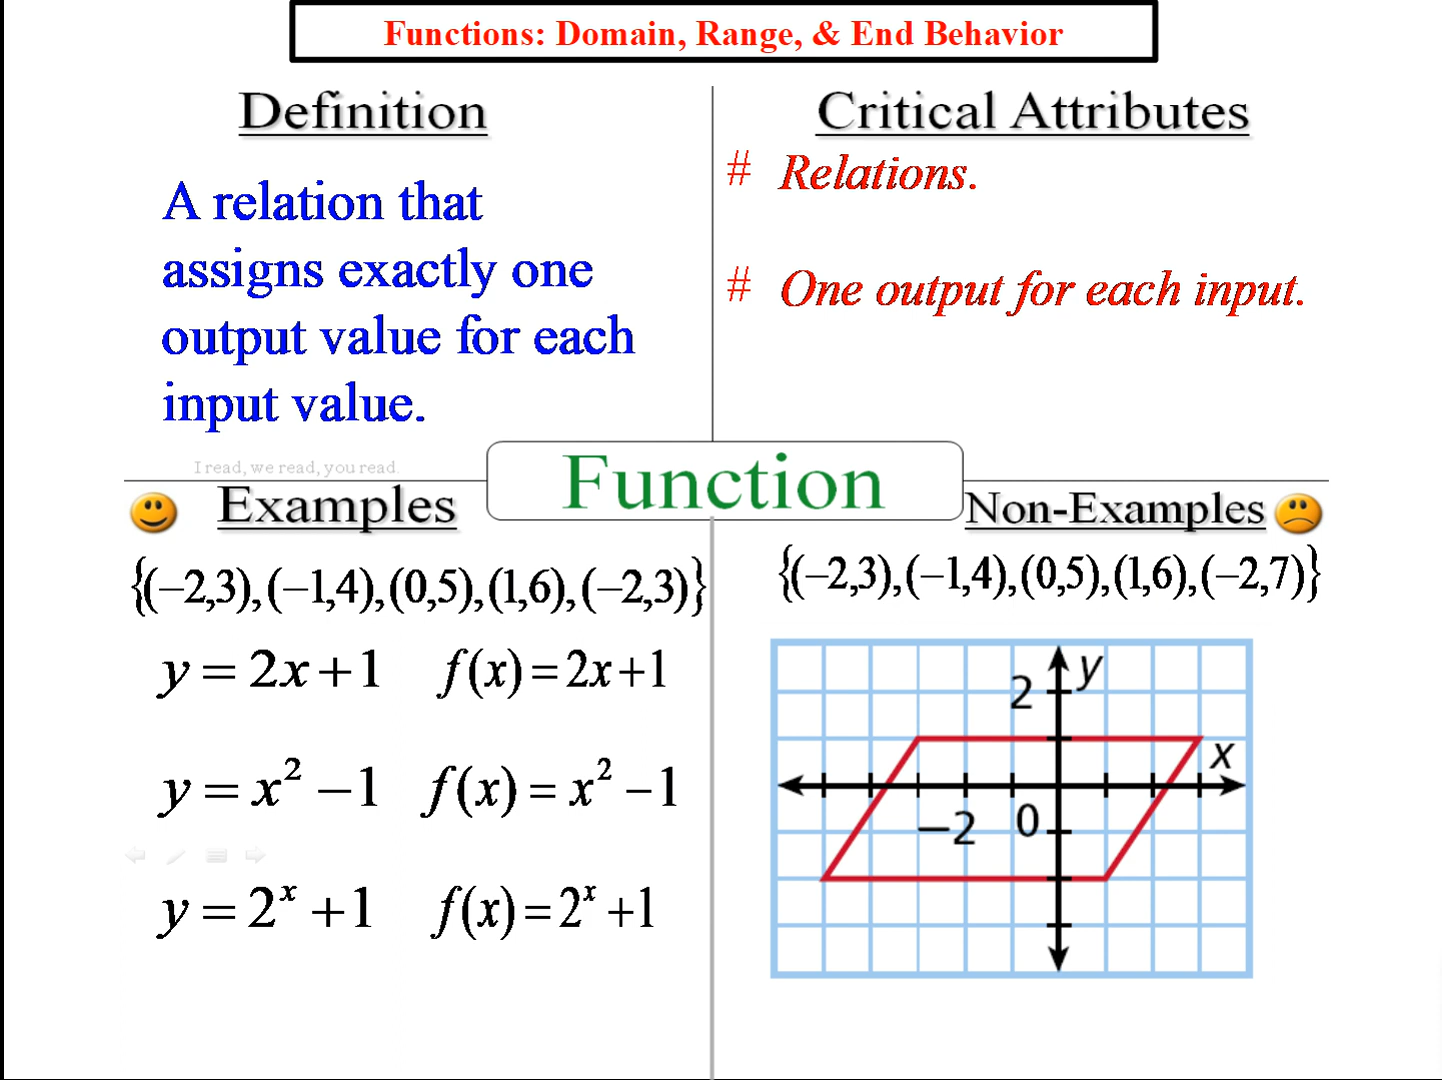 Functions: Domain, Range, & End Behavior
Definition
A relation that
assigns exactly one
output value for each
input value.
I read, we read, you read.
Critical Attributes
# Relations.
# One output for each input.
Function
Examples
{(–2,3),(–1,4),(0,5),(1,6),(–2,3)}
y = 2x+1 f(x)=2x+1
y = x² –1 f(x) = x² –1
y = 2ˣ +1 f(x)=2ˣ +1
Non-Examples
{(–2,3),(–1,4),(0,5),(1,6),(–2,7)}
2 y
x
–2 0